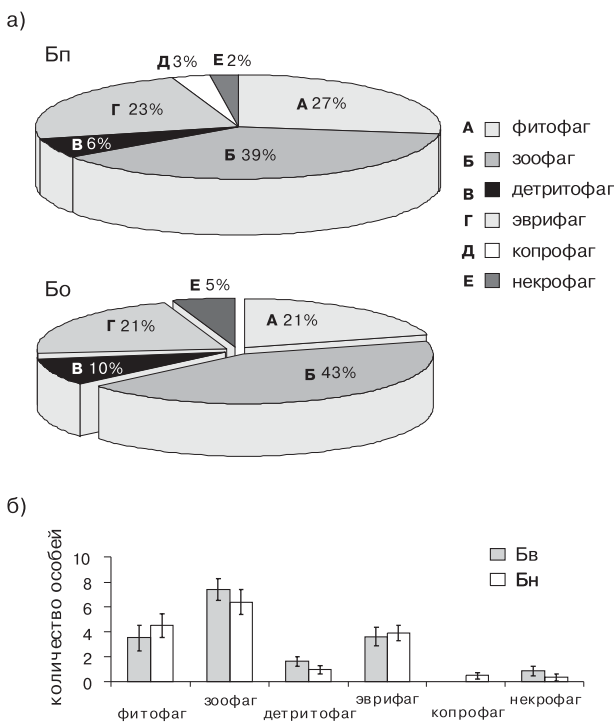 а)
Бп
Д 3% Е 2%
Г 23%
А 27%
В 6%
Б 39%
А фитофаг
Б зоофаг
В детритофаг
Г эврифаг
Д копрофаг
Е некрофаг
Бо
Е 5%
Г 21%
А 21%
В 10%
Б 43%
б)
количество особей
10
8
6
4
2
0
Бв
Бн
фитофаг
зоофаг
детритофаг
эврифаг
копрофаг
некрофаг